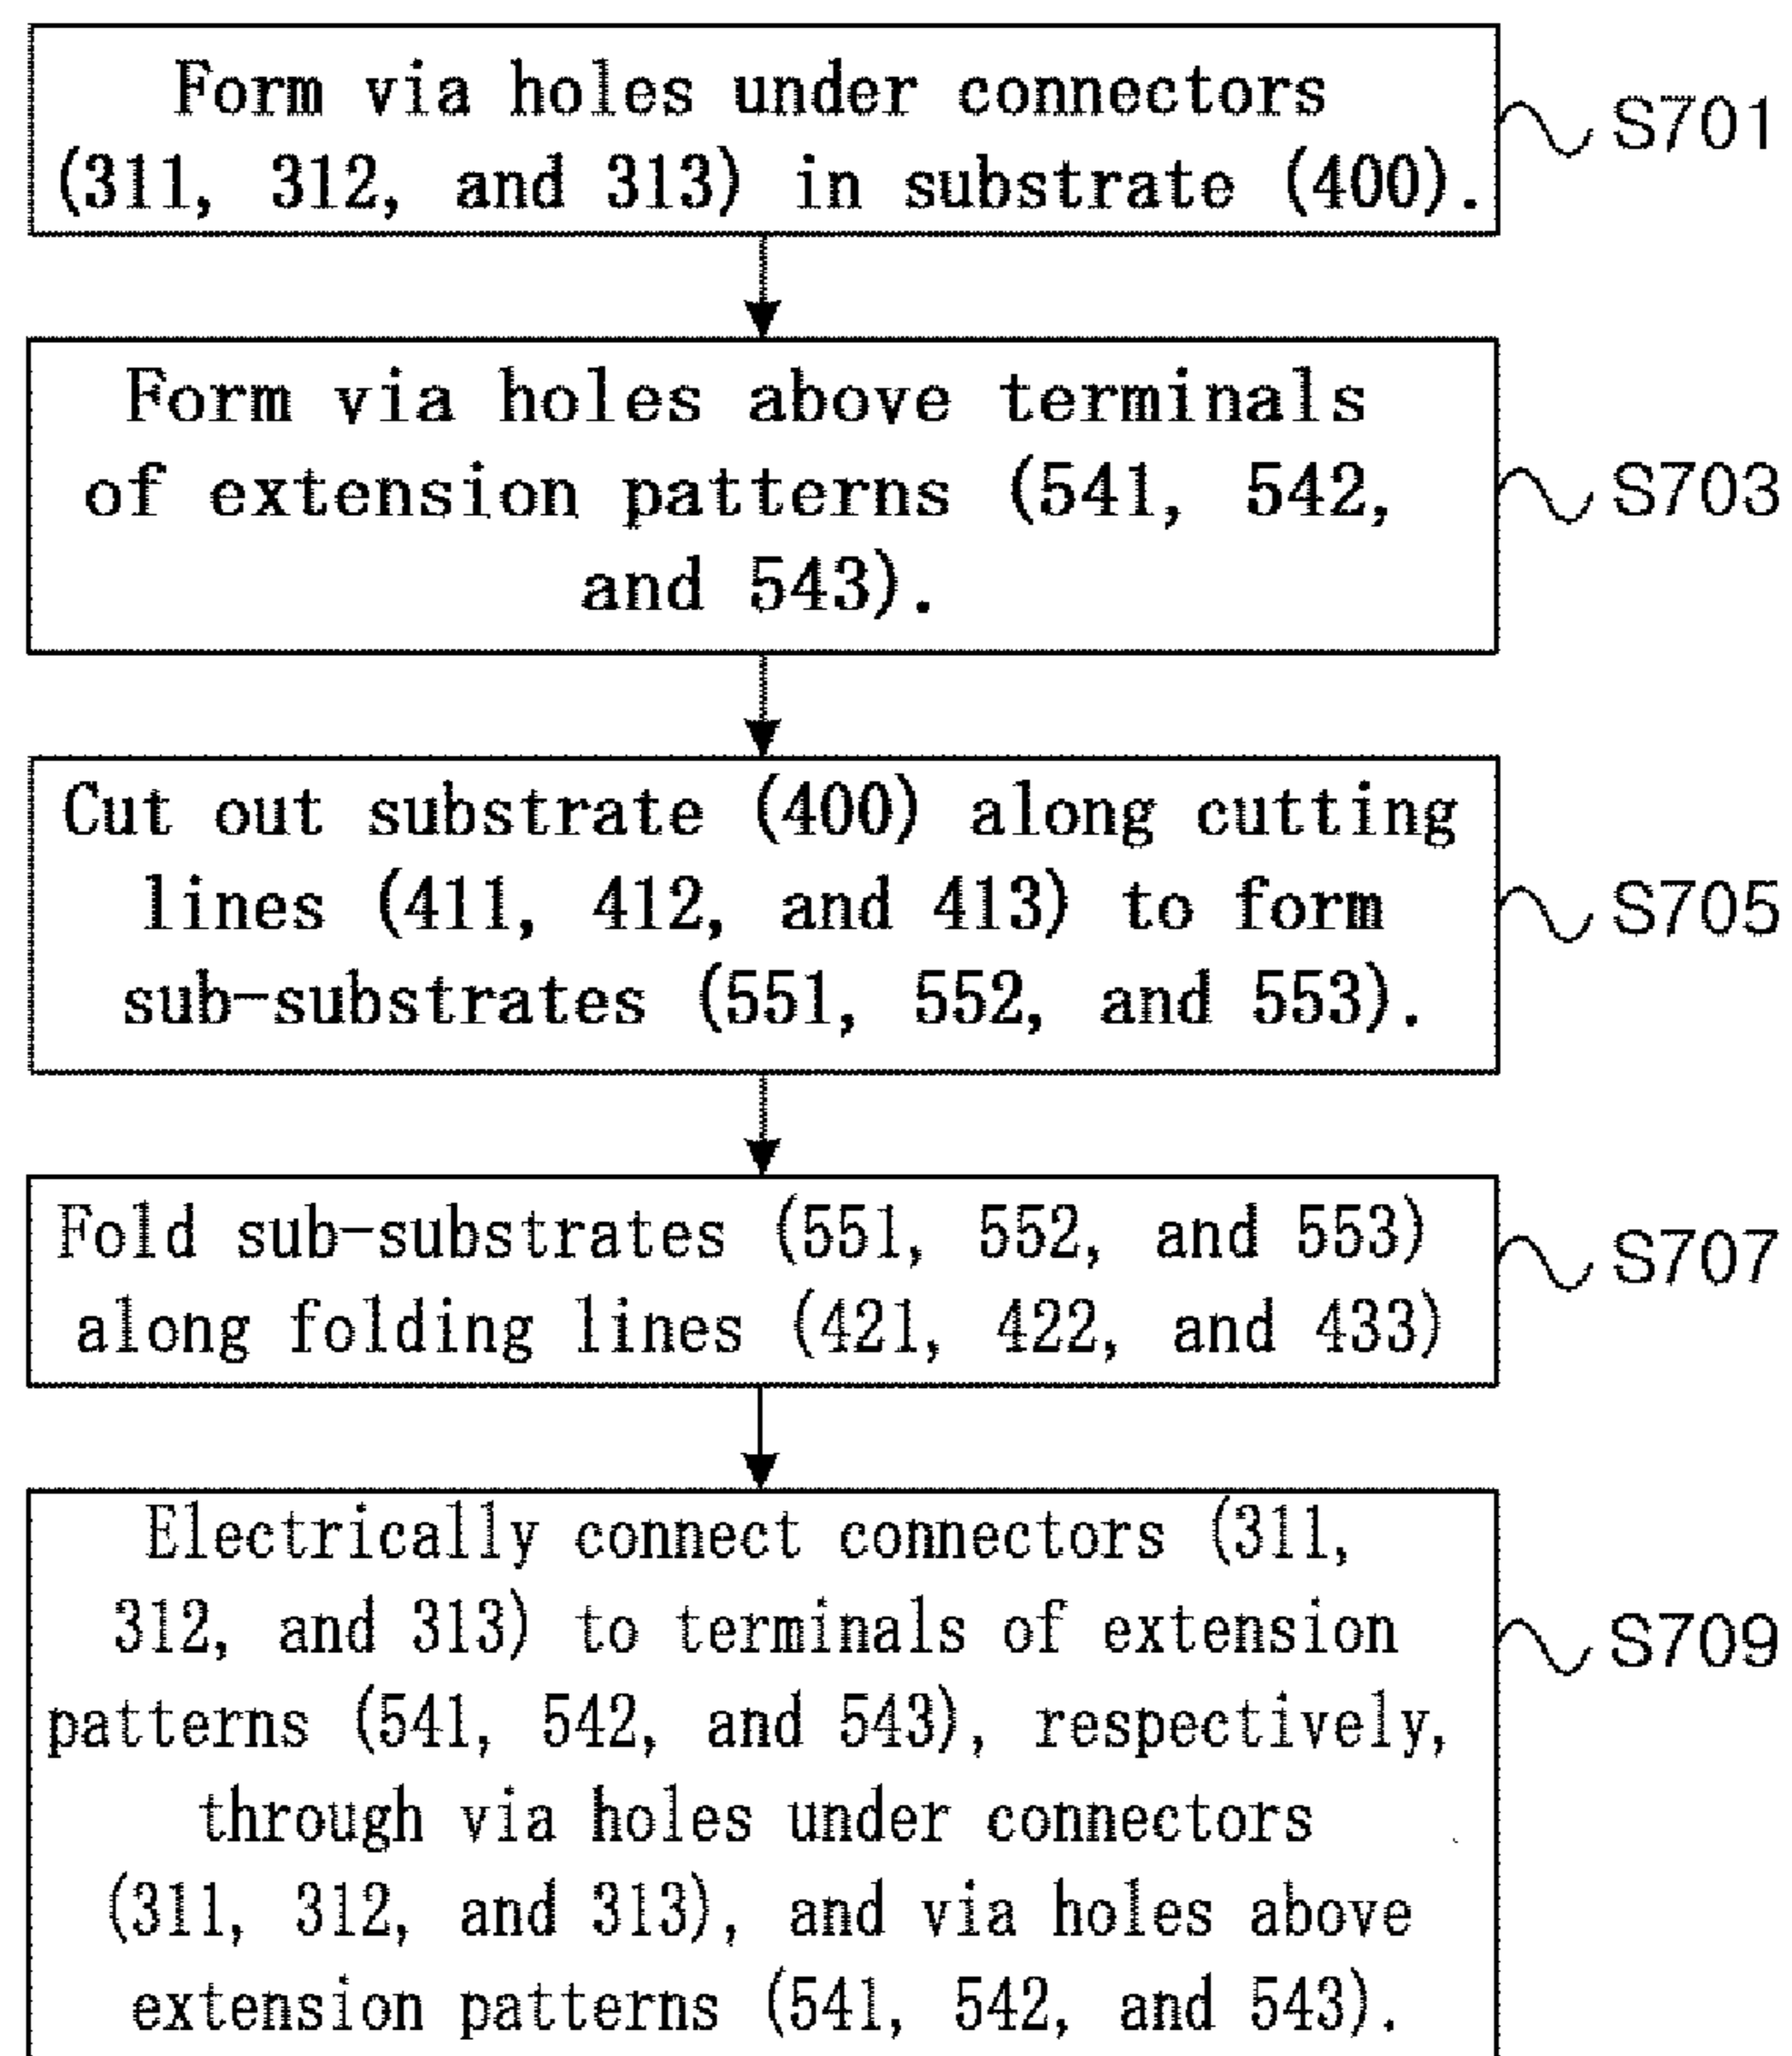 Form via holes under connectors
(311, 312, and 313) in substrate (400).
S701
Form via holes above terminals
of extension patterns (541, 542,
and 543).
S703
Cut out substrate (400) along cutting
lines (411, 412, and 413) to form
sub-substrates (551, 552, and 553).
S705
Fold sub-substrates (551, 552, and 553)
along folding lines (421, 422, and 433)
S707
Electrically connect connectors (311,
312, and 313) to terminals of extension
patterns (541, 542, and 543), respectively,
through via holes under connectors
(311, 312, and 313), and via holes above
extension patterns (541, 542, and 543).
S709